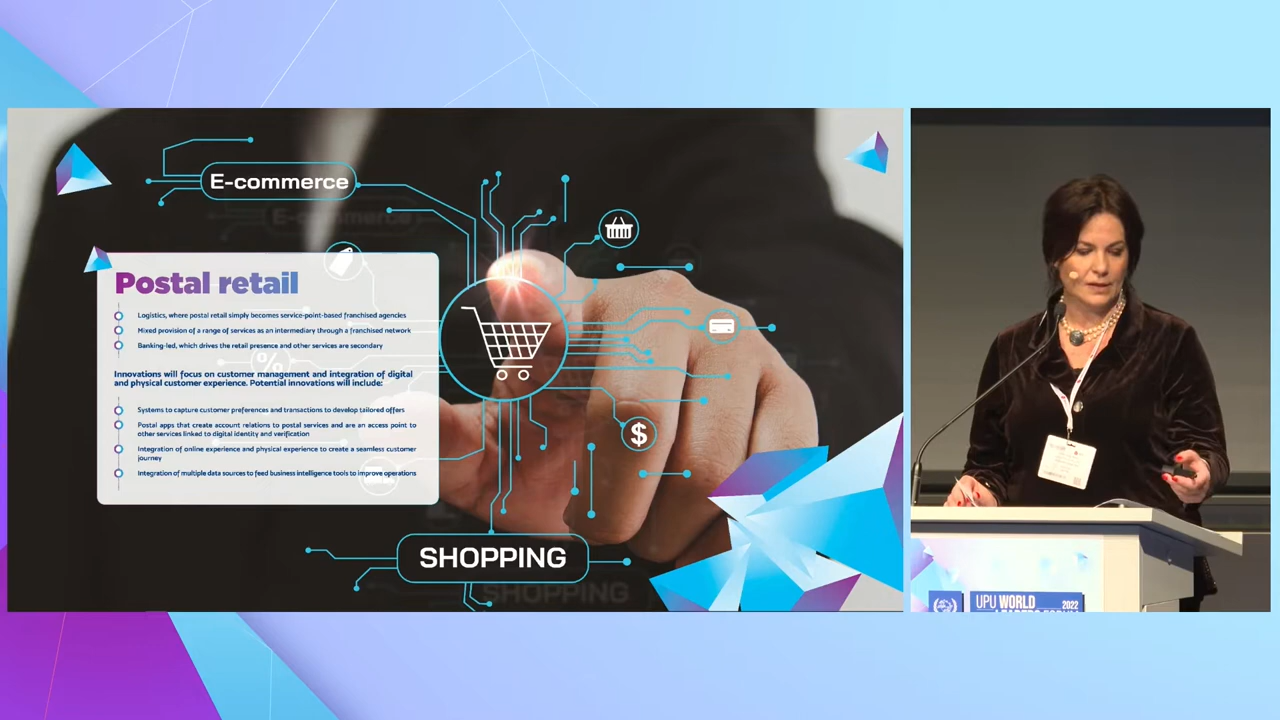 E-commerce
Postal retail
Logistics, where postal retail simply becomes service-point-based franchised agencies
Mixed provision of a range of services as an intermediary through a franchised network
Banking-led, which drives the retail presence and other services are secondary
Innovations will focus on customer management and integration of digital
and physical customer experience. Potential innovations will include:
Systems to capture customer preferences and transactions to develop tailored offers
Postal apps that create account relations to postal services and are an access point to
other services linked to digital identity and verification
Integration of online experience and physical experience to create a seamless customer
journey
Integration of multiple data sources to feed business intelligence tools to improve operations
%
$
SHOPPING
UPU WORLD 2022